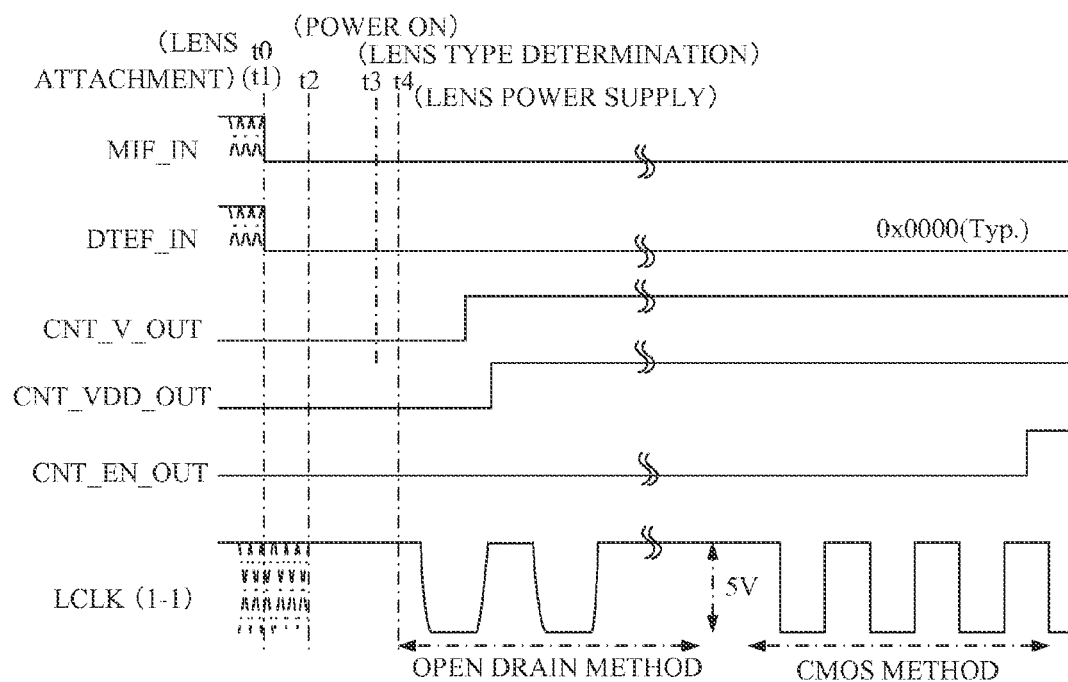 (POWER ON)
(LENS t0 (LENS TYPE DETERMINATION)
ATTACHMENT) (t1) t2 t3 t4
(LENS POWER SUPPLY)
MIF_IN
DTEF_IN
0x0000(Typ.)
CNT_V_OUT
CNT_VDD_OUT
CNT_EN_OUT
LCLK (1-1)
5V
OPEN DRAIN METHOD
CMOS METHOD